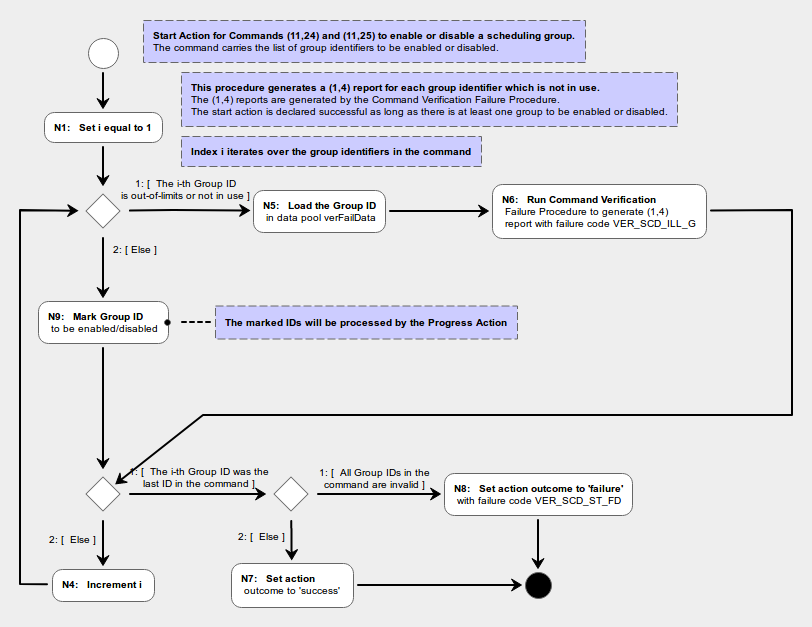 Start Action for Commands (11,24) and (11,25) to enable or disable a scheduling group.
The command carries the list of group identifiers to be enabled or disabled.
This procedure generates a (1,4) report for each group identifier which is not in use.
The (1,4) reports are generated by the Command Verification Failure Procedure.
The start action is declared successful as long as there is at least one group to be enabled or disabled.
N1: Set i equal to 1
Index i iterates over the group identifiers in the command
1: [ The i-th Group ID
is out-of-limits or not in use ]
N5: Load the Group ID
in data pool verFailData
N6: Run Command Verification
Failure Procedure to generate (1,4)
report with failure code VER_SCD_ILL_G
2: [ Else ]
N9: Mark Group ID
to be enabled/disabled
The marked IDs will be processed by the Progress Action
1: [ The i-th Group ID was the
last ID in the command ]
1: [ All Group IDs in the
command are invalid ]
N8: Set action outcome to 'failure'
with failure code VER_SCD_ST_FD
2: [ Else ]
2: [ Else ]
N4: Increment i
N7: Set action
outcome to 'success'